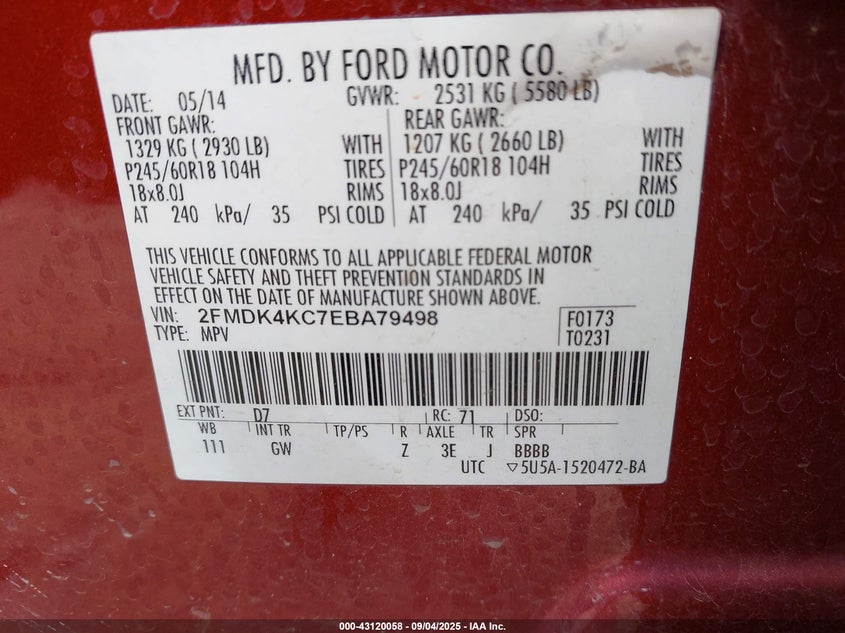 MFD. BY FORD MOTOR CO.
DATE: 05/14 GVWR: 2531 KG ( 5580 LB)
FRONT GAWR: REAR GAWR:
1329 KG ( 2930 LB) WITH 1207 KG ( 2660 LB) WITH
P245/60R18 104H TIRES P245/60R18 104H TIRES
18x8.0J RIMS 18x8.0J RIMS
AT 240 kPa/ 35 PSI COLD AT 240 kPa/ 35 PSI COLD
THIS VEHICLE CONFORMS TO ALL APPLICABLE FEDERAL MOTOR
VEHICLE SAFETY AND THEFT PREVENTION STANDARDS IN
EFFECT ON THE DATE OF MANUFACTURE SHOWN ABOVE.
VIN: 2FMDK4KC7EBA79498 F0173
TYPE: MPV T0231
EXT PNT: D7 RC: 71 DSO:
WB INT TR TP/PS R AXLE TR SPR
111 GW Z 3E J BBBB
UTC ▽5U5A-1520472-BA
000-43120058 - 09/04/2025 - IAA Inc.